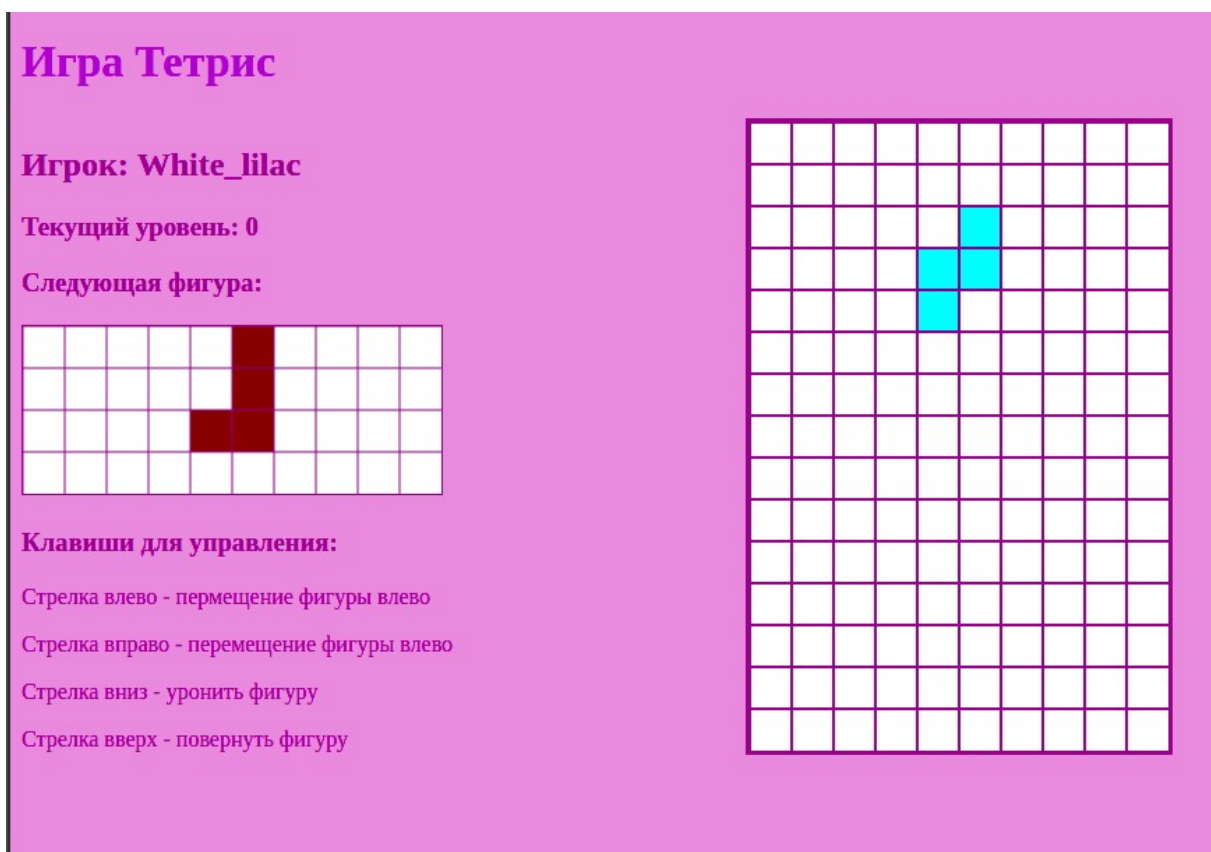 Игра Тетрис
Игрок: White_lilac
Текущий уровень: 0
Следующая фигура:
Клавиши для управления:
Стрелка влево - пермещение фигуры влево
Стрелка вправо - перемещение фигуры влево
Стрелка вниз - уронить фигуру
Стрелка вверх - повернуть фигуру